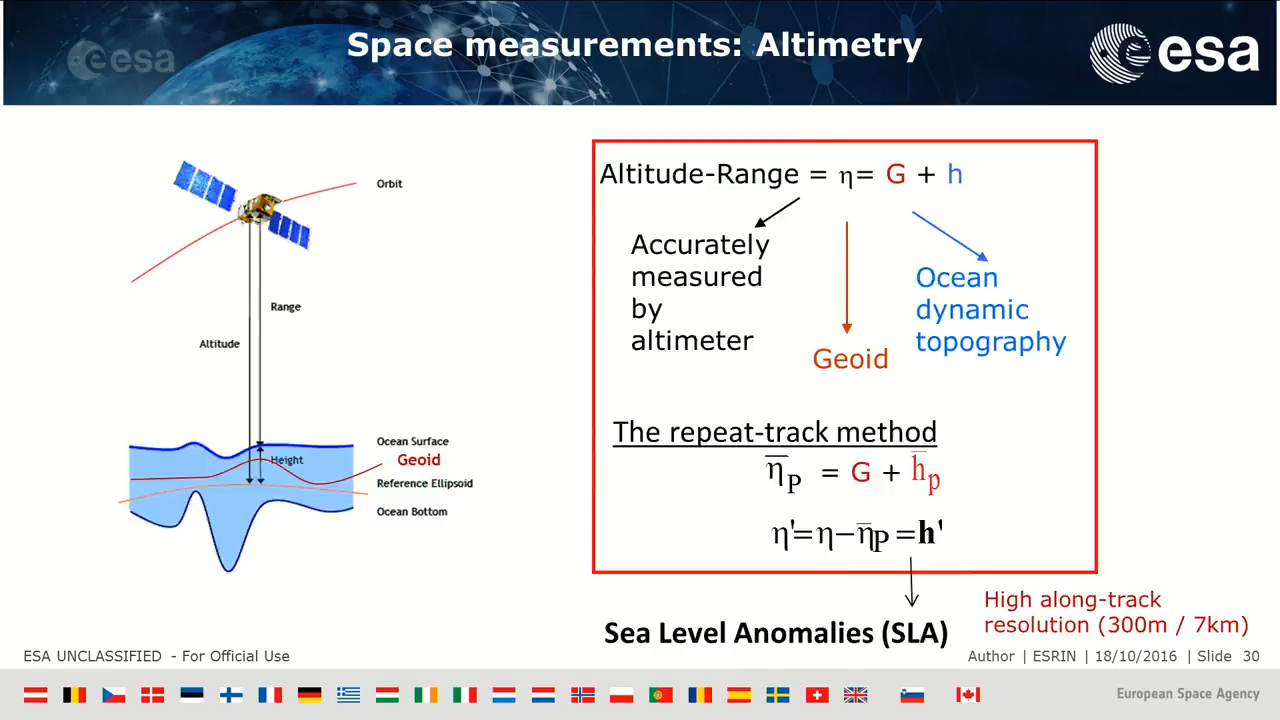 esa
Space measurements: Altimetry
esa
Orbit
Range
Altitude
Ocean Surface
Geoid
Height
Reference Ellipsoid
Ocean Bottom
Altitude-Range = η= G + h
Accurately
measured
by
altimeter
Geoid
Ocean
dynamic
topography
The repeat-track method
η̅P = G + h̅p
η'=η−η̅P=h'
Sea Level Anomalies (SLA)
High along-track
resolution (300m / 7km)
ESA UNCLASSIFIED - For Official Use
Author | ESRIN | 18/10/2016 | Slide 30
European Space Agency